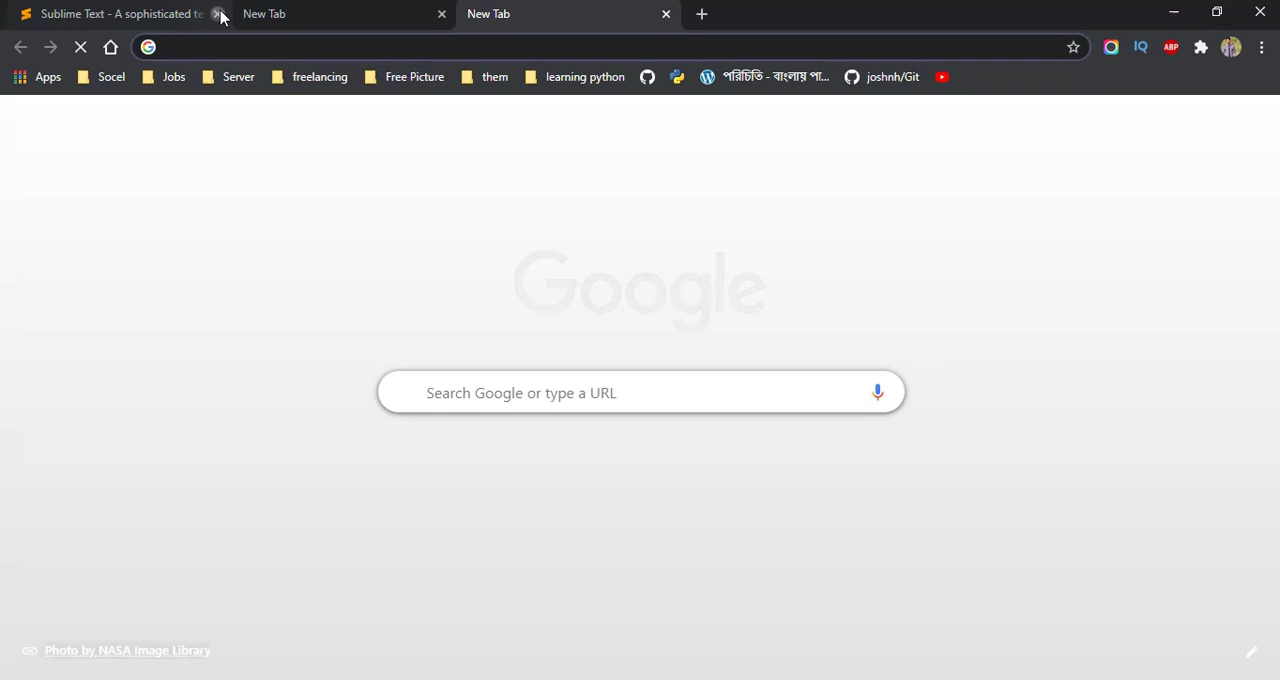 Sublime Text - A sophisticated te
New Tab
New Tab
Apps
Socel
Jobs
Server
freelancing
Free Picture
them
learning python
পরিচিতি - বাংলায় পা...
joshnh/Git
IQ
ABP
Google
Search Google or type a URL
Photo by NASA Image Library